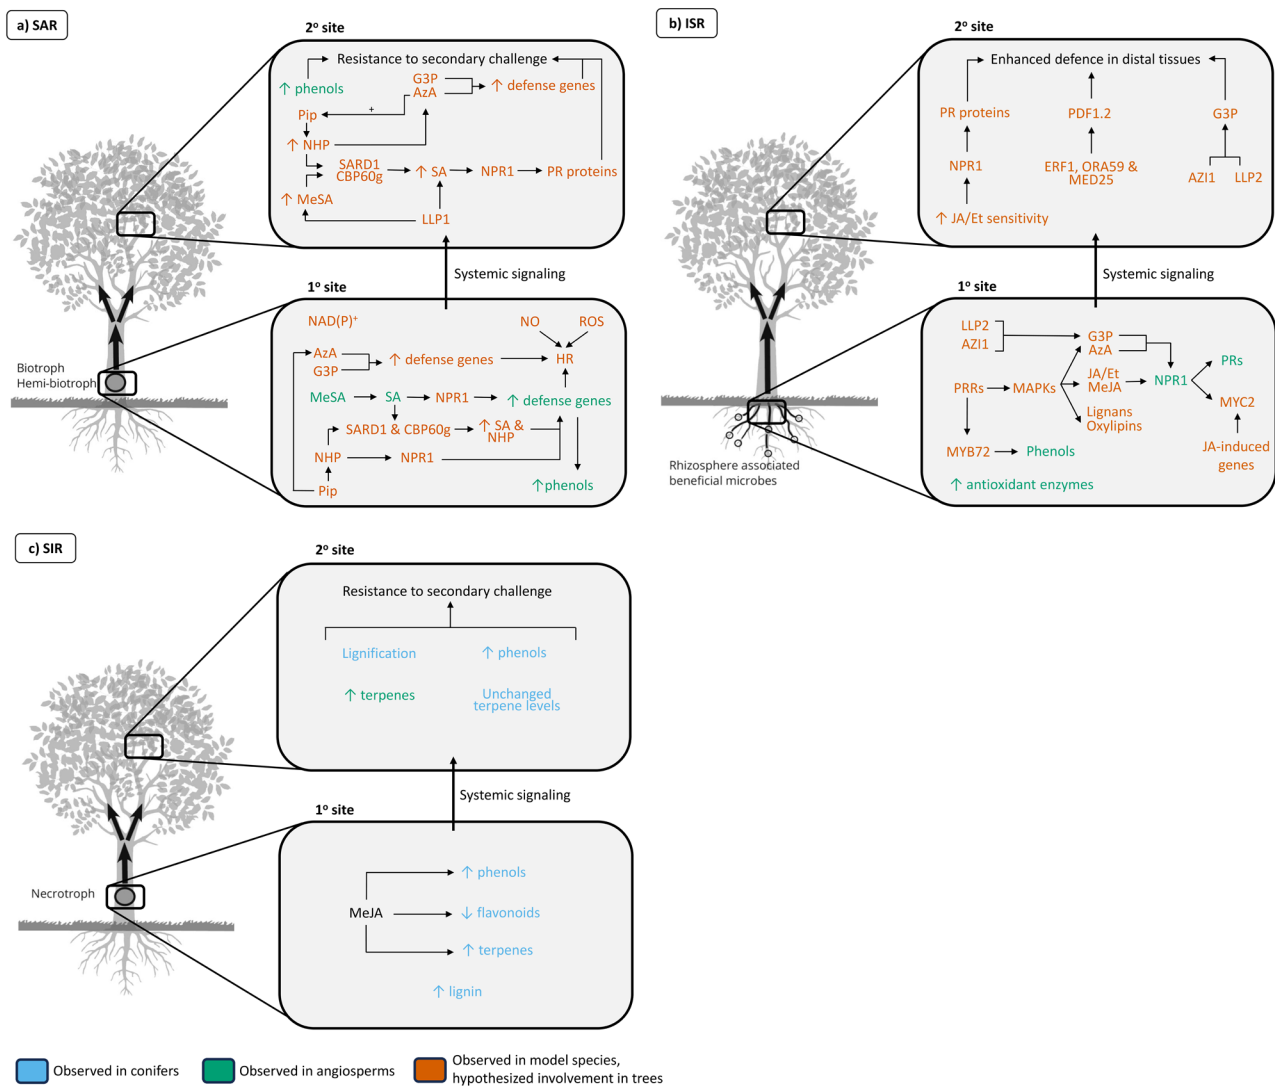 a) SAR
2º site
Resistance to secondary challenge
↑ phenols
G3P
AzA
↑ defense genes
Pip
+
↑ NHP
SARD1
CBP60g
↑ SA
NPR1
PR proteins
↑ MeSA
LLP1
Systemic signaling
1º site
Biotroph
Hemi-biotroph
NAD(P)⁺
NO
ROS
AzA
G3P
↑ defense genes
HR
MeSA
SA
NPR1
↑ defense genes
SARD1 & CBP60g
↑ SA &
NHP
NHP
NPR1
Pip
↑phenols
b) ISR
2º site
Enhanced defence in distal tissues
PR proteins
PDF1.2
G3P
NPR1
ERF1, ORA59 &
MED25
AZI1
LLP2
↑ JA/Et sensitivity
Systemic signaling
1º site
Rhizosphere associated
beneficial microbes
LLP2
AZI1
G3P
AzA
PRs
PRRs
MAPKs
JA/Et
MeJA
NPR1
MYC2
Lignans
Oxylipins
MYB72
Phenols
JA-induced
genes
↑ antioxidant enzymes
c) SIR
2º site
Resistance to secondary challenge
Lignification
↑ phenols
↑ terpenes
Unchanged
terpene levels
Systemic signaling
1º site
Necrotroph
↑ phenols
MeJA
↓ flavonoids
↑ terpenes
↑ lignin
Observed in conifers
Observed in angiosperms
Observed in model species,
hypothesized involvement in trees